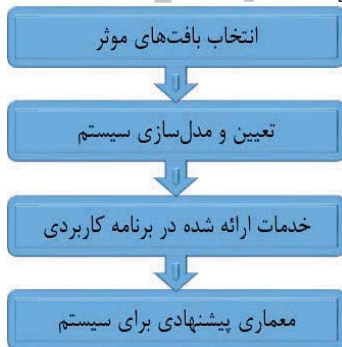 انتخاب بافت‌های موثر
تعیین و مدل‌سازی سیستم
خدمات ارائه شده در برنامه کاربردی
معماری پیشنهادی برای سیستم